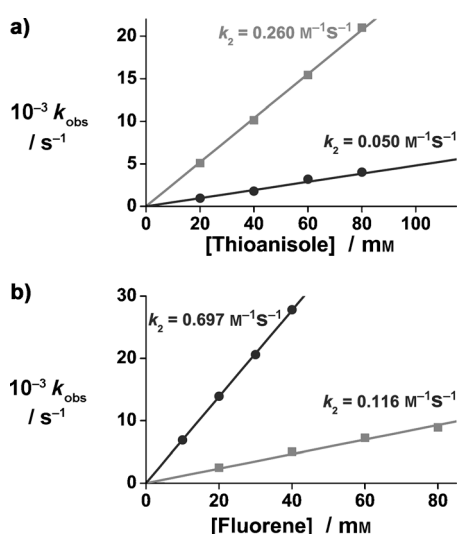 a)
20
k₂ = 0.260 M⁻¹S⁻¹
15
10⁻³ kobs
/ s⁻¹
10
k₂ = 0.050 M⁻¹S⁻¹
5
0
0 20 40 60 80 100
[Thioanisole] / mM
b)
30
k₂ = 0.697 M⁻¹S⁻¹
20
10⁻³ kobs
/ s⁻¹
k₂ = 0.116 M⁻¹S⁻¹
10
0
0 20 40 60 80
[Fluorene] / mM